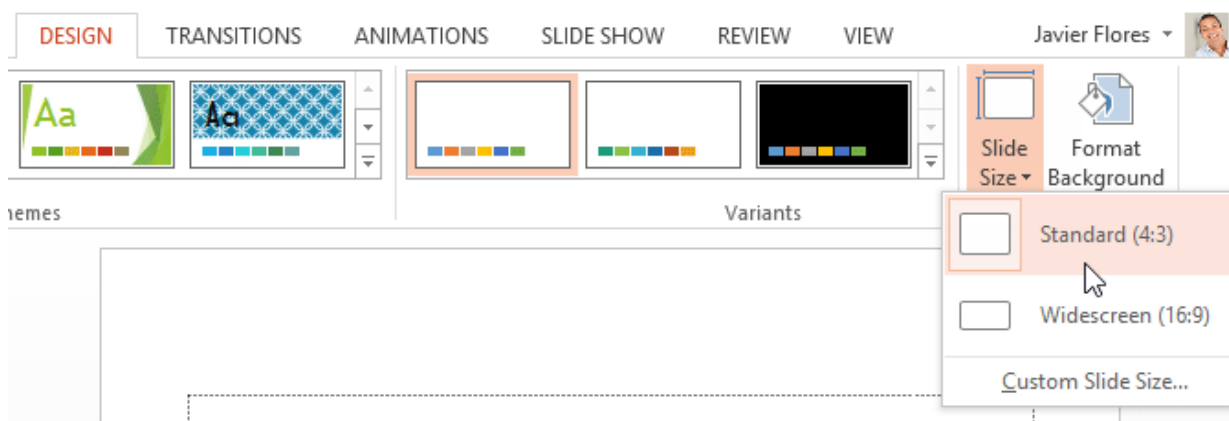 DESIGN TRANSITIONS ANIMATIONS SLIDE SHOW REVIEW VIEW Javier Flores
Aa Aa
Slide Size
Format Background
Variants
Standard (4:3)
Widescreen (16:9)
Custom Slide Size...